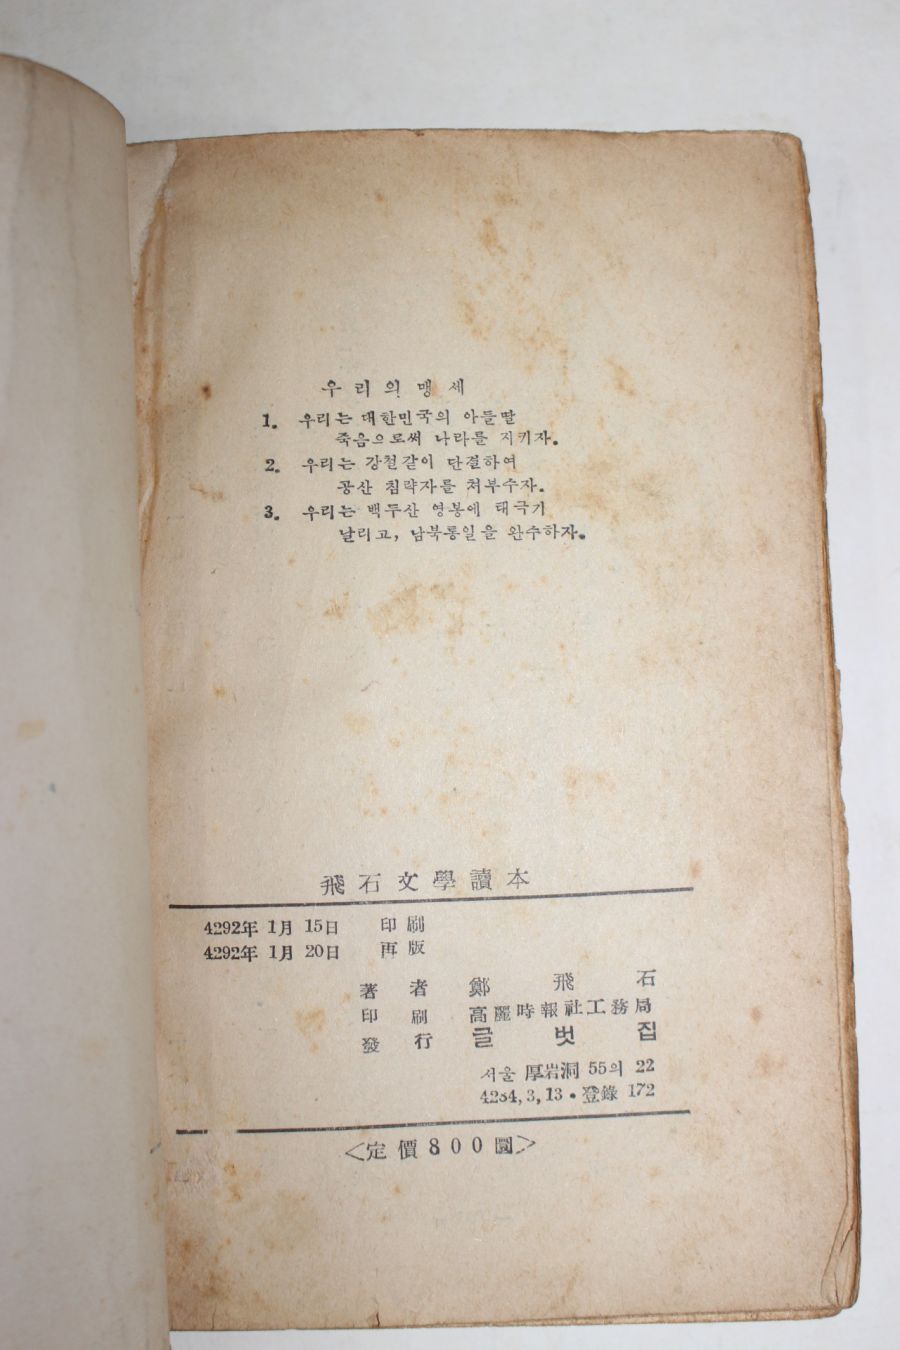 우리의 맹세
1. 우리는 대한민국의 아들딸
죽음으로써 나라를 지키자.
2. 우리는 강철같이 단결하여
공산 침략자를 처부수자.
3. 우리는 백두산 영봉에 태극기
날리고, 남북통일을 완수하자.
飛石文學讀本
4292年 1月 15日 印刷
4292年 1月 20日 再版
著者 鄭飛石
印刷 高麗時報社工務局
發行 글벗집
서울 厚岩洞 55의 22
4284, 3, 13 • 登錄 172
<定價 800圓>